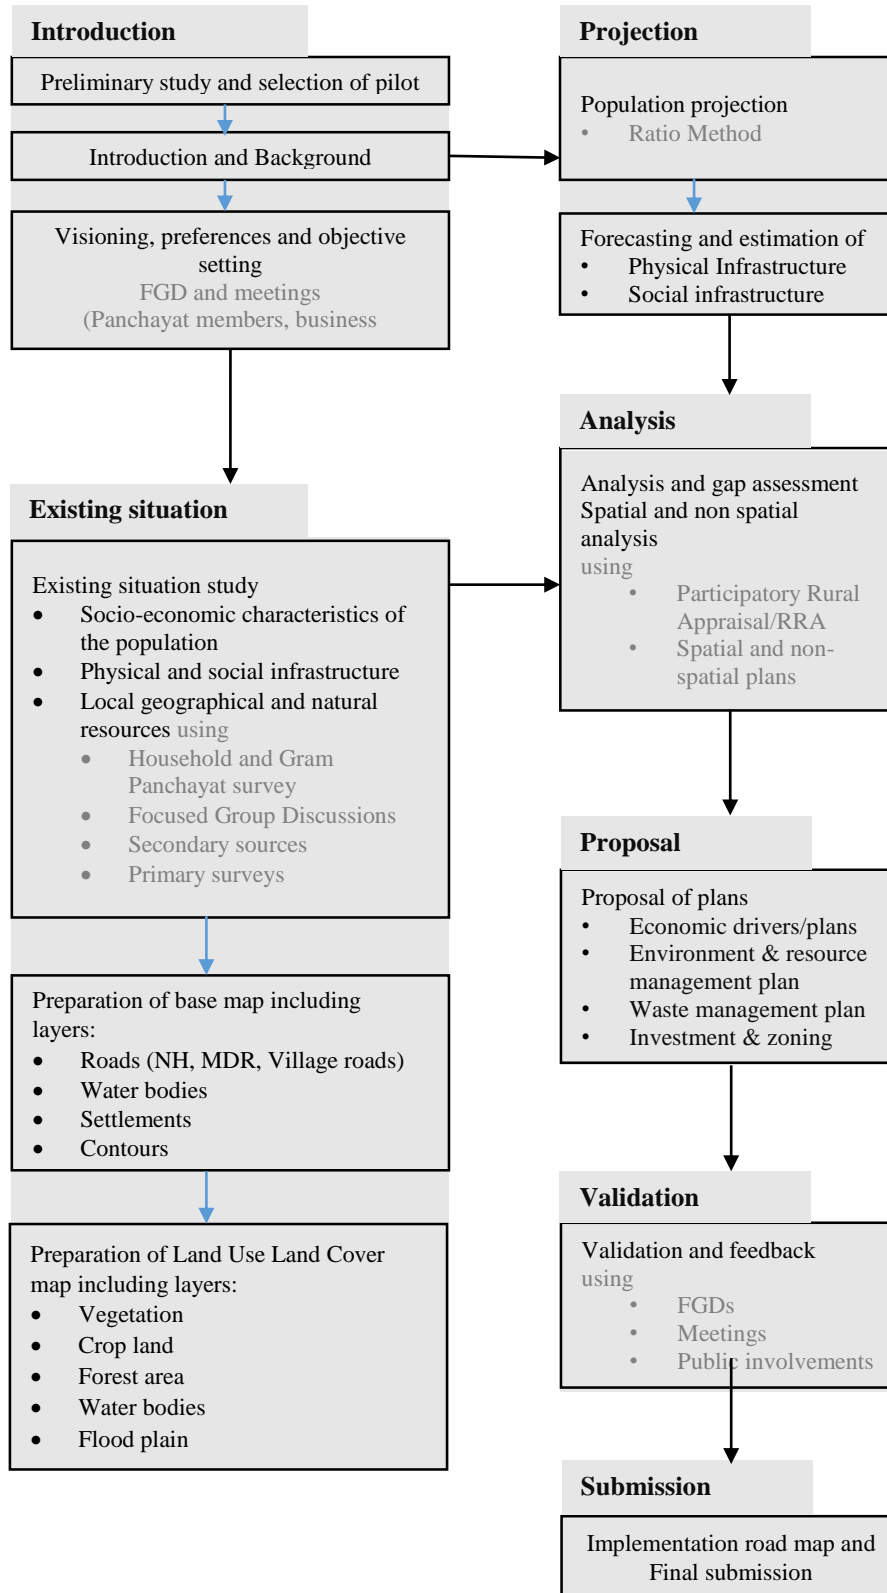 Introduction
Preliminary study and selection of pilot
Introduction and Background
Visioning, preferences and objective
setting
FGD and meetings
(Panchayat members, business
Existing situation
Existing situation study
• Socio-economic characteristics of
the population
• Physical and social infrastructure
• Local geographical and natural
resources using
• Household and Gram
Panchayat survey
• Focused Group Discussions
• Secondary sources
• Primary surveys
Preparation of base map including
layers:
• Roads (NH, MDR, Village roads)
• Water bodies
• Settlements
• Contours
Preparation of Land Use Land Cover
map including layers:
• Vegetation
• Crop land
• Forest area
• Water bodies
• Flood plain
Projection
Population projection
• Ratio Method
Forecasting and estimation of
• Physical Infrastructure
• Social infrastructure
Analysis
Analysis and gap assessment
Spatial and non spatial
analysis
using
• Participatory Rural
Appraisal/RRA
• Spatial and non-
spatial plans
Proposal
Proposal of plans
• Economic drivers/plans
• Environment & resource
management plan
• Waste management plan
• Investment & zoning
Validation
Validation and feedback
using
• FGDs
• Meetings
• Public involvements
Submission
Implementation road map and
Final submission